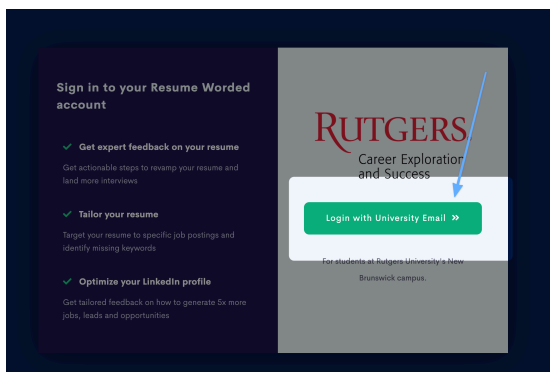 Sign in to your Resume Worded
account
Get expert feedback on your resume
Get actionable steps to revamp your resume and
land more interviews
Tailor your resume
Target your resume to specific job postings and
identify missing keywords
Optimize your LinkedIn profile
Get tailored feedback on how to generate 5x more
jobs, leads and opportunities
RUTGERS
Career Exploration
and Success
Login with University Email »
For students at Rutgers University's New
Brunswick campus.